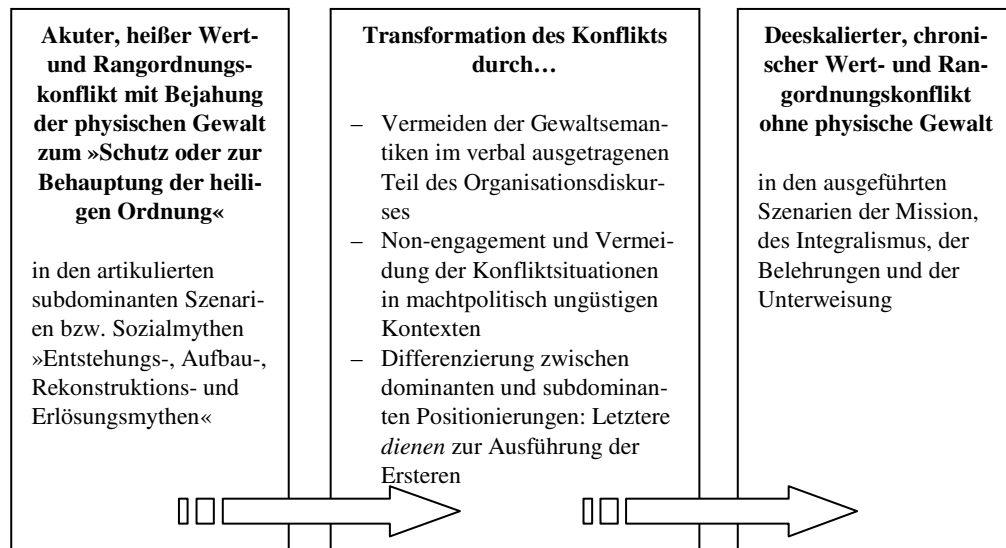 Akuter, heißer Wert-
und Rangordnungs-
konflikt mit Bejahung
der physischen Gewalt
zum »Schutz oder zur
Behauptung der heili-
gen Ordnung«
in den artikulierten
subdominanten Szenari-
en bzw. Sozialmythen
»Entstehungs-, Aufbau-,
Rekonstruktions- und
Erlösungsmythen«
Transformation des Konflikts
durch…
– Vermeiden der Gewaltseman-
tiken im verbal ausgetragenen
Teil des Organisationsdiskur-
ses
– Non-engagement und Vermei-
dung der Konfliktsituationen
in machtpolitisch ungüstigen
Kontexten
– Differenzierung zwischen
dominanten und subdominan-
ten Positionierungen: Letztere
dienen zur Ausführung der
Ersteren
Deeskalierter, chroni-
scher Wert- und Ran-
gordnungskonflikt
ohne physische Gewalt
in den ausgeführten
Szenarien der Mission,
des Integralismus, der
Belehrungen und der
Unterweisung